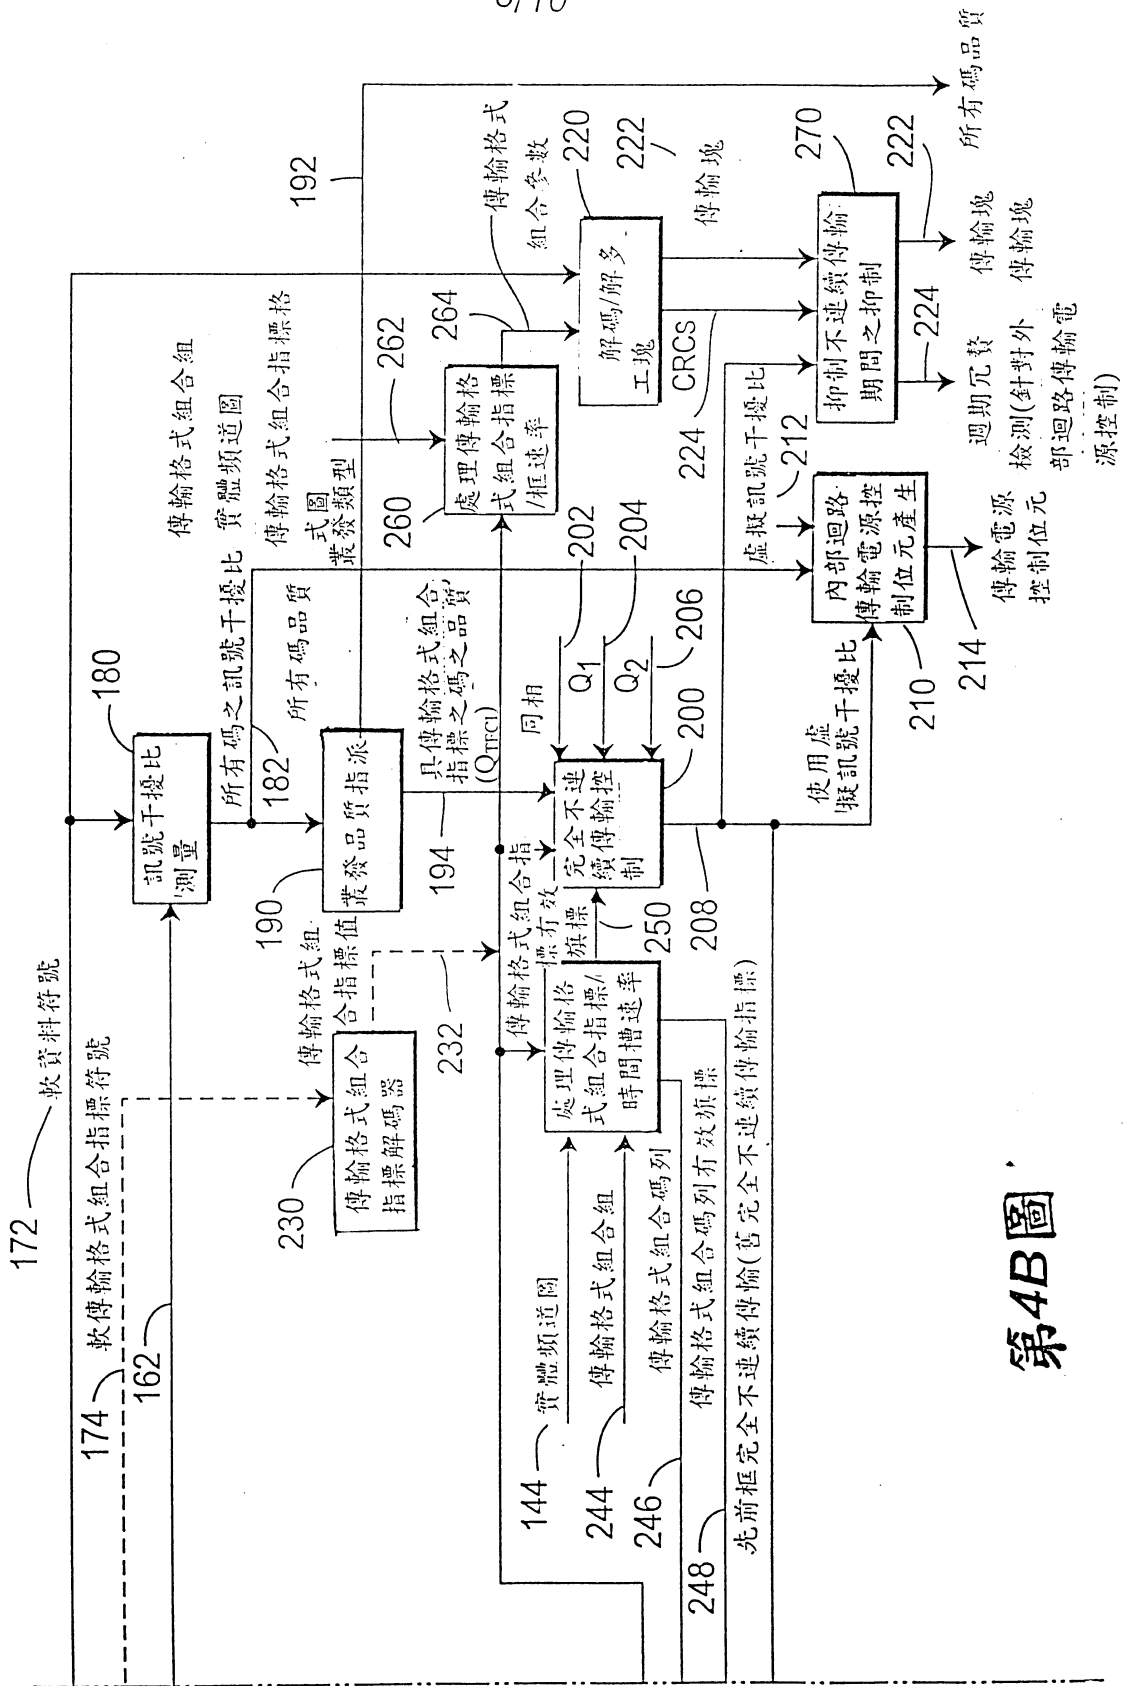 172
軟資料符號
174
軟傳輸格式組合指標符號
162
180
訊號干擾比
測量
所有碼之訊號干擾比
182
所有碼品質
190
叢發品質指派
192
所有碼品質
194
具傳輸格式組合
指標之碼之品質
(QTFCI)
230
傳輸格式組合
指標解碼器
傳輸格式組
合指標值
232
傳輸格式組合組
實體頻道圖
傳輸格式組合指標格
式圖
叢發類型
262
260
處理傳輸格
式組合指標
/框速率
264
傳輸格式
組合參數
220
解碼/解多
工塊
222
傳輸塊
CRCS
224
144
實體頻道圖
244
傳輸格式組合組
處理傳輸格
式組合指標/
時間槽速率
傳輸格式組合指
標有效
旗標
250
246
傳輸格式組合碼列
248
傳輸格式組合碼列有效旗標
先前框完全不連續傳輸(舊完全不連續傳輸指標)
同相
202
Q1
204
Q2
206
200
完全不連
續傳輸控
制
208
虛擬訊號干擾比
212
使用虛
擬訊號干擾比
210
內部迴路
傳輸電源控
制位元產生
214
傳輸電源
控制位元
270
抑制不連續傳輸
期間之抑制
224
222
週期冗贅
檢測(針對外
部迴路傳輸電
源控制)
傳輸塊
傳輸塊
第4B圖